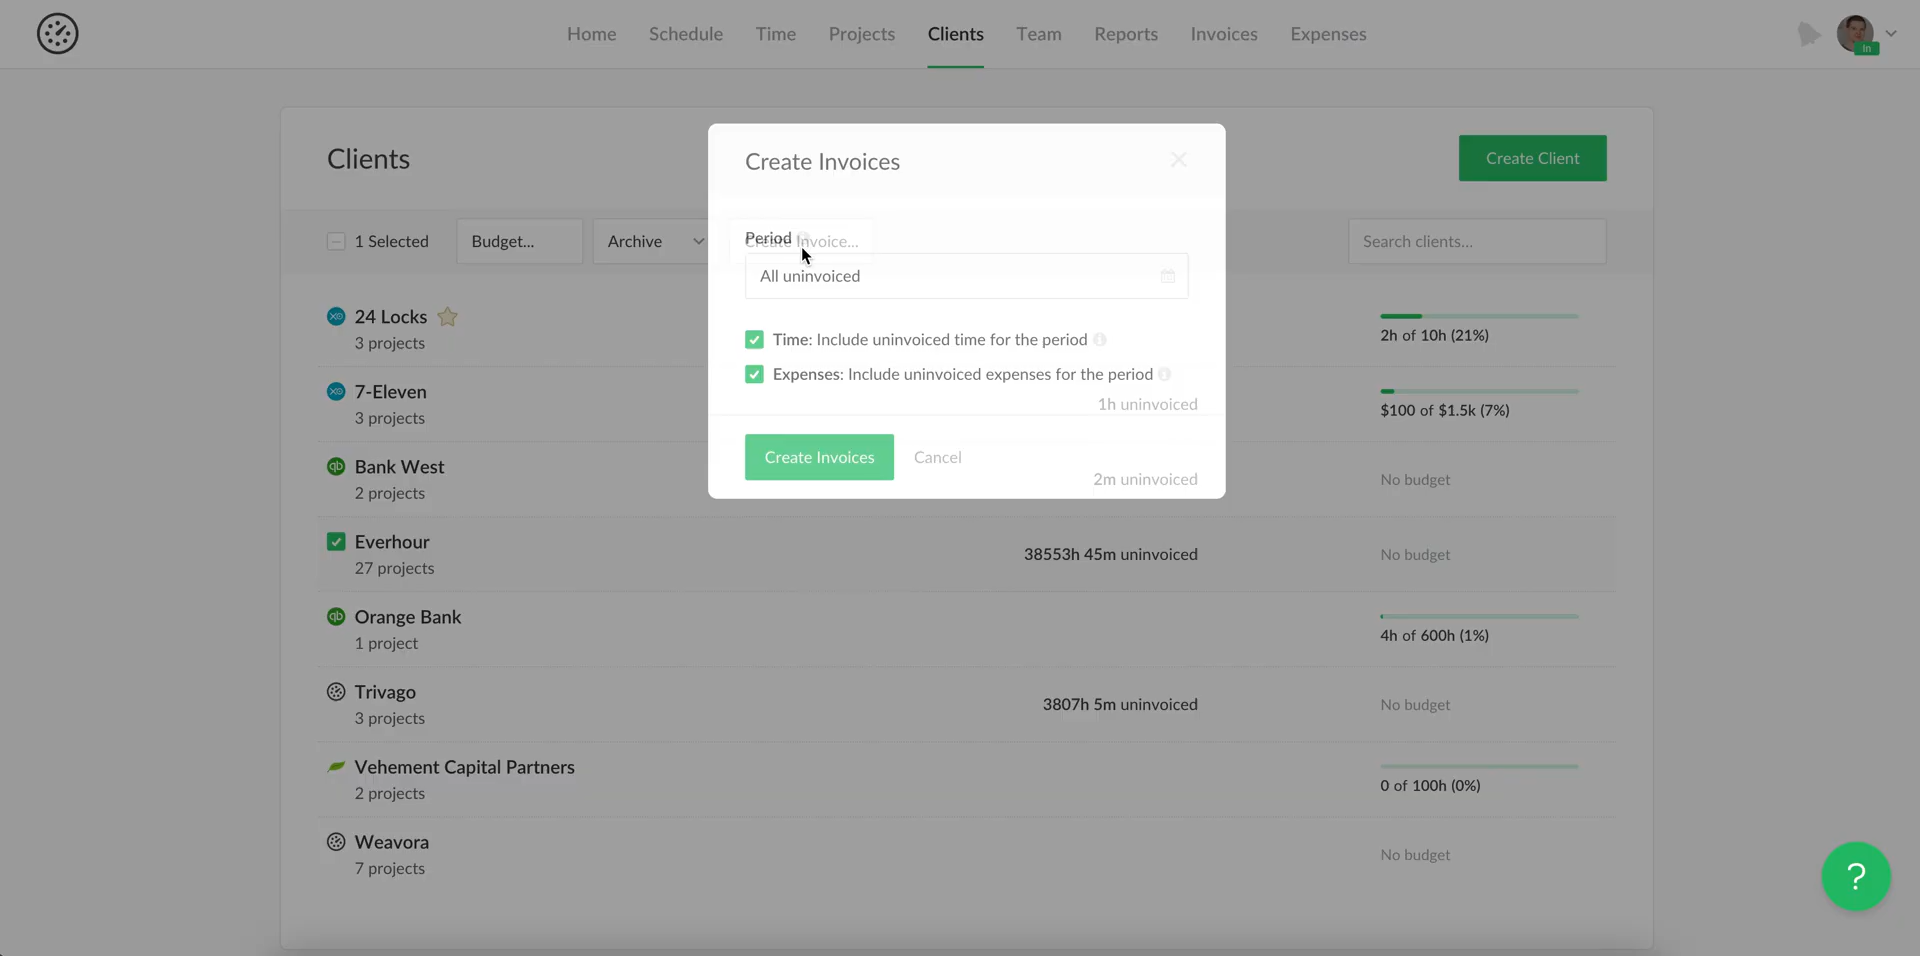 Home Schedule Time Projects Clients Team Reports Invoices Expenses
In
Clients
Create Client
1 Selected
Budget...
Archive
Create Invoice...
Search clients...
Create Invoices
Period
All uninvoiced
Time: Include uninvoiced time for the period
Expenses: Include uninvoiced expenses for the period
Create Invoices
Cancel
24 Locks
3 projects
2h of 10h (21%)
7-Eleven
3 projects
1h uninvoiced
$100 of $1.5k (7%)
qb
Bank West
2 projects
2m uninvoiced
No budget
Everhour
27 projects
38553h 45m uninvoiced
No budget
qb
Orange Bank
1 project
4h of 600h (1%)
Trivago
3 projects
3807h 5m uninvoiced
No budget
Vehement Capital Partners
2 projects
0 of 100h (0%)
Weavora
7 projects
No budget
?